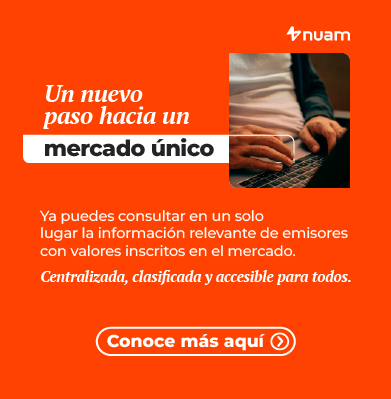 nuam
Un nuevo
paso hacia un
mercado único
Ya puedes consultar en un solo
lugar la información relevante de emisores
con valores inscritos en el mercado.
Centralizada, clasificada y accesible para todos.
Conoce más aquí